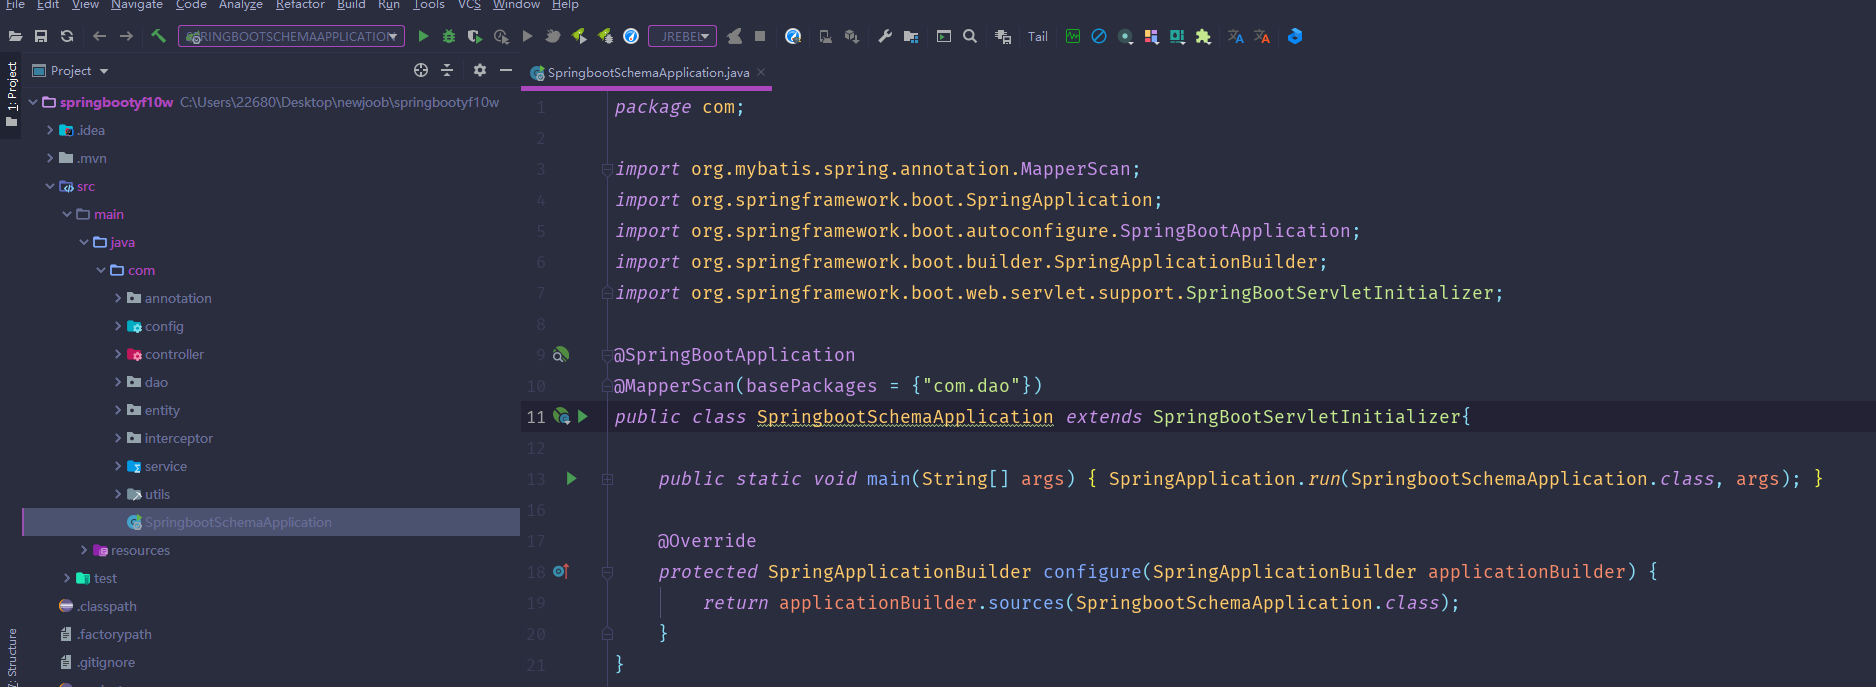 File Edit View Navigate Code Analyze Refactor Build Run Tools VCS Window Help
SPRINGBOOTSCHEMAAPPLICATION JREBEL Tail
1: Project
Project
SpringbootSchemaApplication.java
springbootyf10w C:\Users\22680\Desktop\newjoob\springbootyf10w
.idea
.mvn
src
main
java
com
annotation
config
controller
dao
entity
interceptor
service
utils
SpringbootSchemaApplication
resources
test
.classpath
.factorypath
.gitignore
7: Structure
1 package com;
2
3 import org.mybatis.spring.annotation.MapperScan;
4 import org.springframework.boot.SpringApplication;
5 import org.springframework.boot.autoconfigure.SpringBootApplication;
6 import org.springframework.boot.builder.SpringApplicationBuilder;
7 import org.springframework.boot.web.servlet.support.SpringBootServletInitializer;
8
9 @SpringBootApplication
10 @MapperScan(basePackages = {"com.dao"})
11 public class SpringbootSchemaApplication extends SpringBootServletInitializer{
12
13 public static void main(String[] args) { SpringApplication.run(SpringbootSchemaApplication.class, args); }
16
17 @Override
18 protected SpringApplicationBuilder configure(SpringApplicationBuilder applicationBuilder) {
19 return applicationBuilder.sources(SpringbootSchemaApplication.class);
20 }
21 }